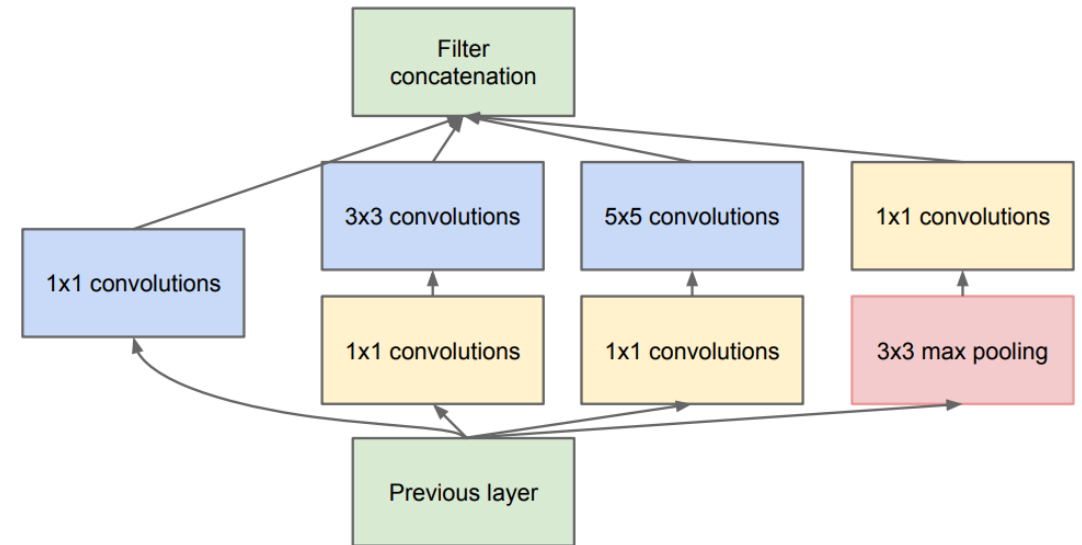 Filter
concatenation
3x3 convolutions
5x5 convolutions
1x1 convolutions
1x1 convolutions
1x1 convolutions
1x1 convolutions
3x3 max pooling
Previous layer